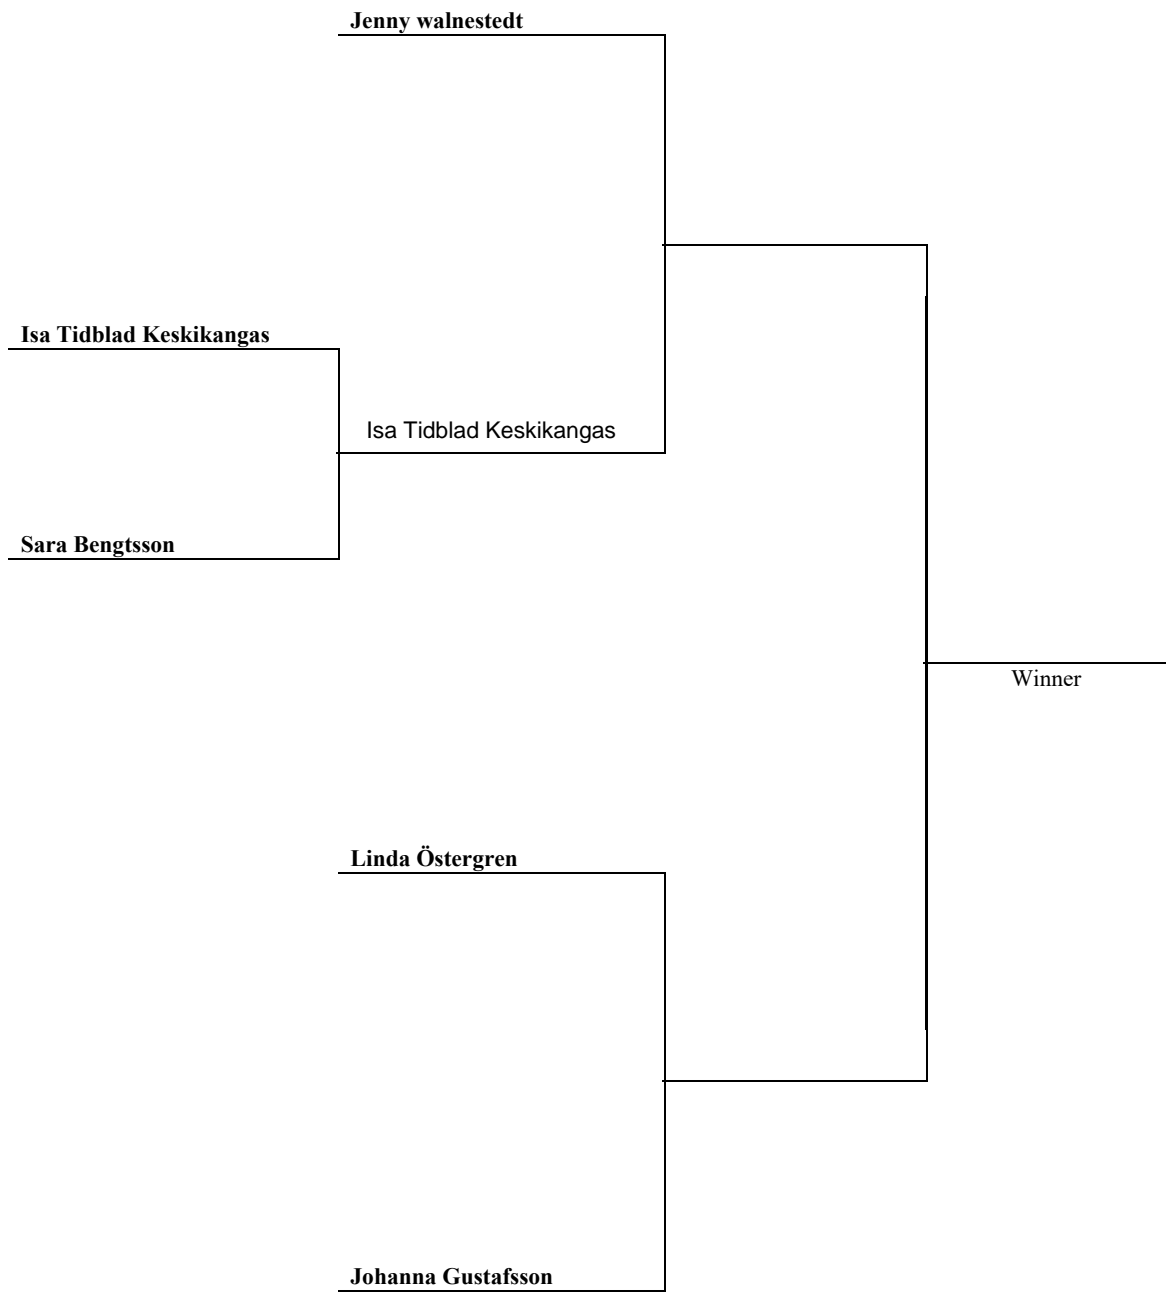 Jenny walnestedt
Isa Tidblad Keskikangas
Isa Tidblad Keskikangas
Sara Bengtsson
Winner
Linda Östergren
Johanna Gustafsson